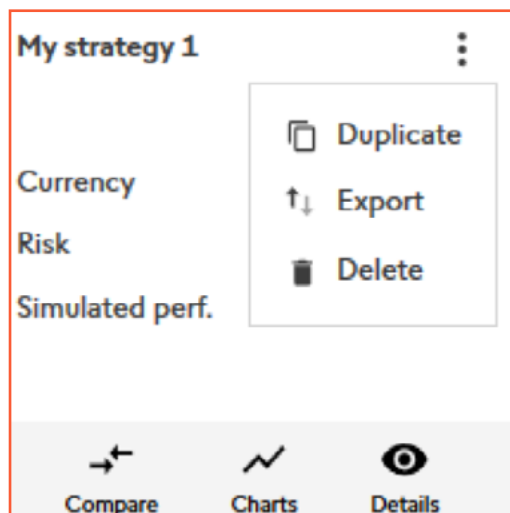 My strategy 1
Duplicate
Currency
Export
Risk
Delete
Simulated perf.
Compare
Charts
Details